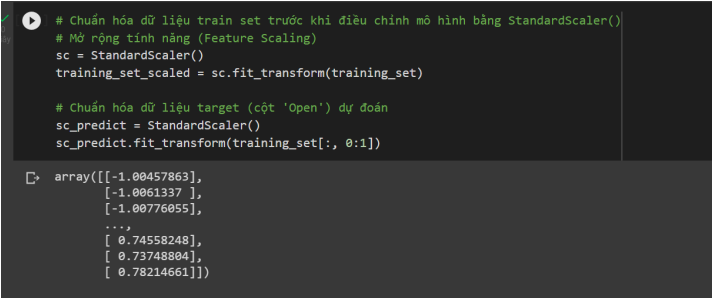 # Chuẩn hóa dữ liệu train set trước khi điều chỉnh mô hình bằng StandardScaler()
# Mở rộng tính năng (Feature Scaling)
sc = StandardScaler()
training_set_scaled = sc.fit_transform(training_set)
# Chuẩn hóa dữ liệu target (cột 'Open') dự đoán
sc_predict = StandardScaler()
sc_predict.fit_transform(training_set[:, 0:1])
array([[-1.00457863],
[-1.0061337 ],
[-1.00776055],
...,
[ 0.74558248],
[ 0.73748804],
[ 0.78214661]])